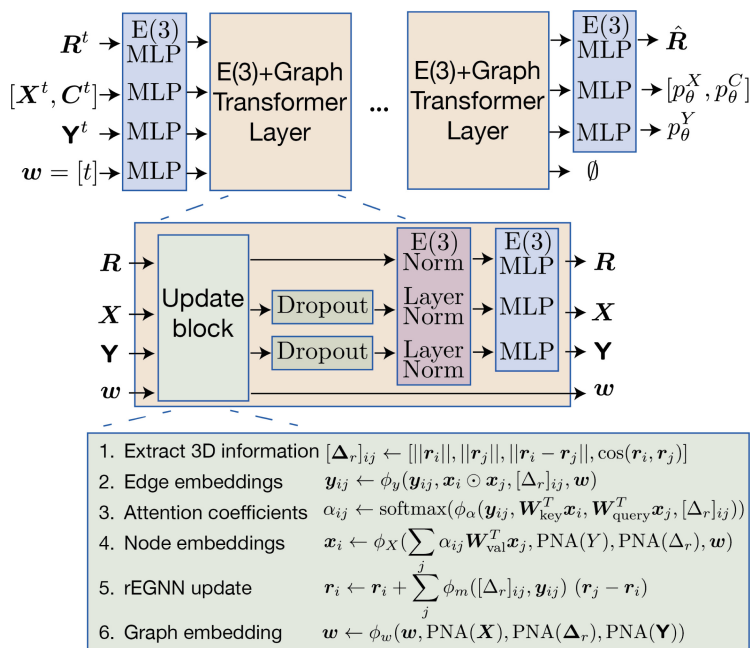 R^t E(3) MLP E(3)+Graph Transformer Layer ... E(3)+Graph Transformer Layer E(3) MLP R̂
[X^t, C^t] MLP MLP [p_θ^X, p_θ^C]
Y^t MLP MLP p_θ^Y
w = [t] MLP ∅
R Update block E(3) Norm E(3) MLP R
X Dropout Layer Norm MLP X
Y Dropout Layer Norm MLP Y
w w
1. Extract 3D information [Δ_r]_ij ← [||r_i||, ||r_j||, ||r_i − r_j||, cos(r_i, r_j)]
2. Edge embeddings y_ij ← ϕ_y(y_ij, x_i ⊙ x_j, [Δ_r]_ij, w)
3. Attention coefficients α_ij ← softmax(ϕ_α(y_ij, W_key^T x_i, W_query^T x_j, [Δ_r]_ij))
4. Node embeddings x_i ← ϕ_X(∑_j α_ij W_val^T x_j, PNA(Y), PNA(Δ_r), w)
5. rEGNN update r_i ← r_i + ∑_j ϕ_m([Δ_r]_ij, y_ij) (r_j − r_i)
6. Graph embedding w ← ϕ_w(w, PNA(X), PNA(Δ_r), PNA(Y))